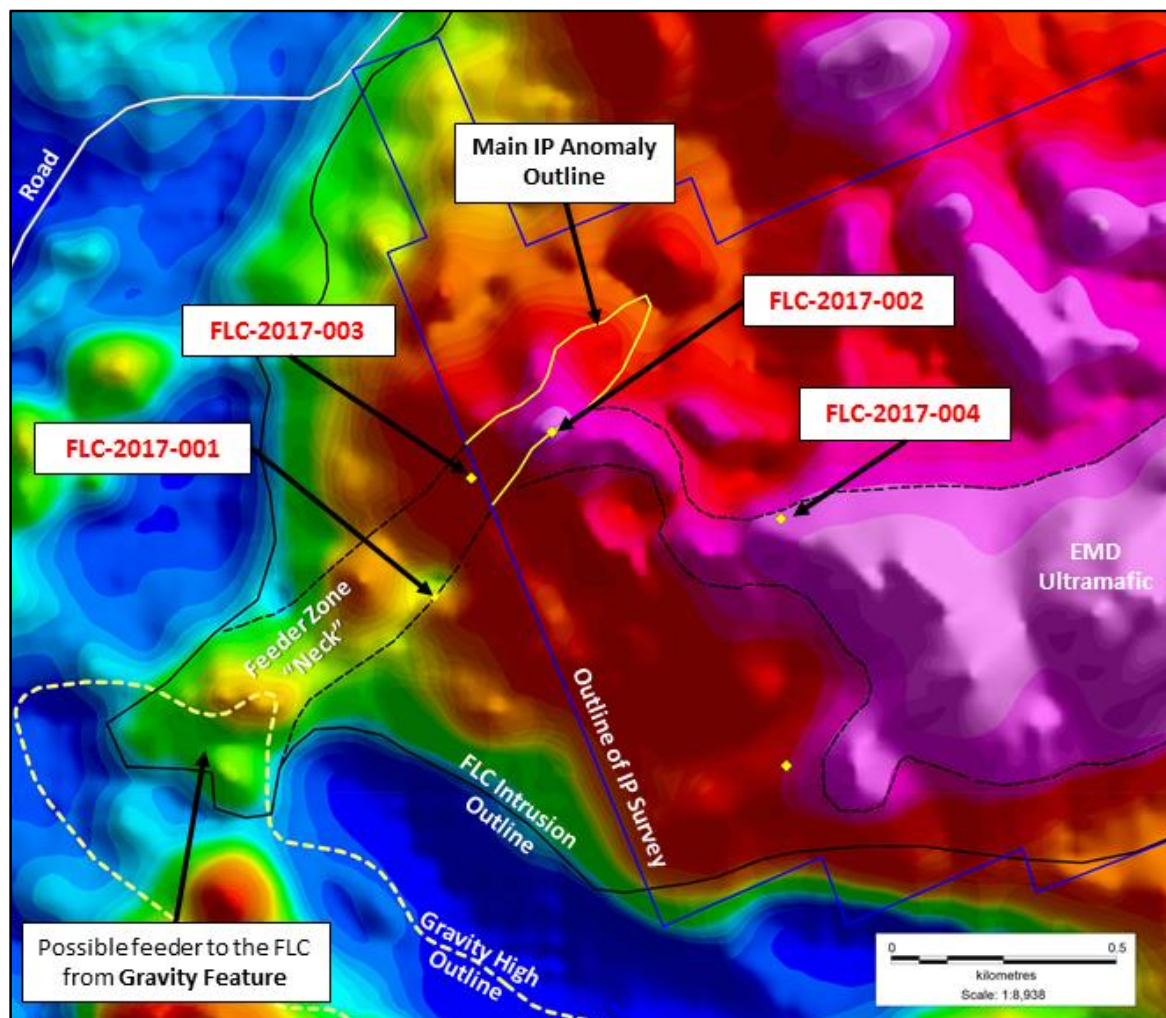 Road
Main IP Anomaly
Outline
FLC-2017-003
FLC-2017-002
FLC-2017-001
FLC-2017-004
EMD
Ultramafic
Feeder Zone
“Neck”
Outline of IP Survey
FLC Intrusion
Outline
Gravity High
Outline
Possible feeder to the FLC
from Gravity Feature
0 0.5
kilometres
Scale: 1:8,938